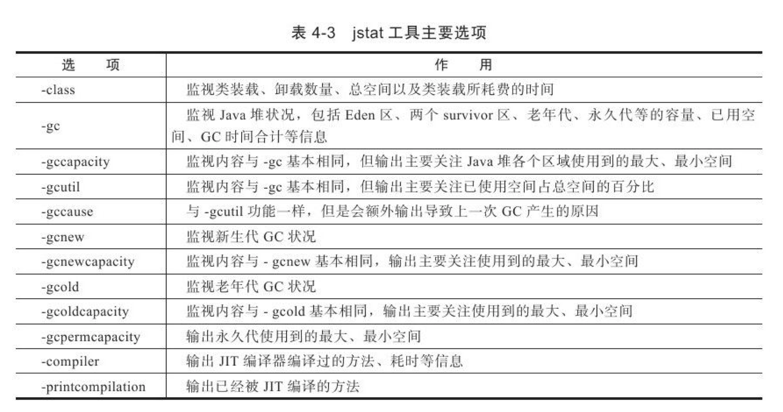 表 4-3 jstat 工具主要选项
选 项 作 用
-class 监视类装载、卸载数量、总空间以及类装载所耗费的时间
-gc 监视 Java 堆状况，包括 Eden 区、两个 survivor 区、老年代、永久代等的容量、已用空
间、GC 时间合计等信息
-gccapacity 监视内容与 -gc 基本相同，但输出主要关注 Java 堆各个区域使用到的最大、最小空间
-gcutil 监视内容与 -gc 基本相同，但输出主要关注已使用空间占总空间的百分比
-gccause 与 -gcutil 功能一样，但是会额外输出导致上一次 GC 产生的原因
-gcnew 监视新生代 GC 状况
-gcnewcapacity 监视内容与 - gcnew 基本相同，输出主要关注使用到的最大、最小空间
-gcold 监视老年代 GC 状况
-gcoldcapacity 监视内容与 - gcold 基本相同，输出主要关注使用到的最大、最小空间
-gcpermcapacity 输出永久代使用到的最大、最小空间
-compiler 输出 JIT 编译器编译过的方法、耗时等信息
-printcompilation 输出已经被 JIT 编译的方法